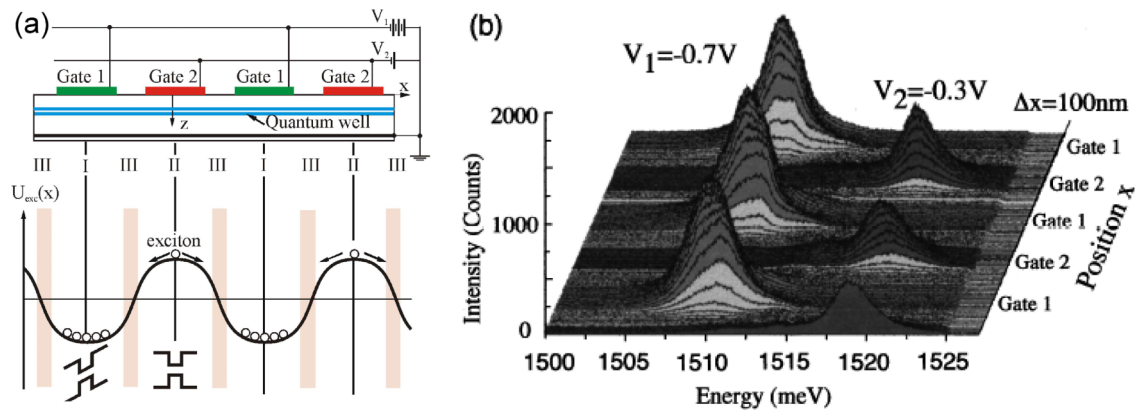 (a)
V₁
V₂
Gate 1 Gate 2 Gate 1 Gate 2
x
z
Quantum well
III I III II III I III II III
Uₑₓ꜀(x)
exciton
(b)
V₁=-0.7V
V₂=-0.3V
Δx=100nm
2000
1000
0
Intensity (Counts)
Gate 1
Gate 2
Gate 1
Gate 2
Gate 1
Position x
1500 1505 1510 1515 1520 1525
Energy (meV)